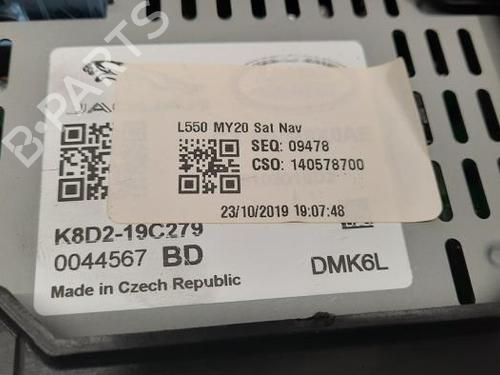 L550 MY20 Sat Nav
SEQ: 09478
CSO: 140578700
23/10/2019 19:07:48
K8D2-19C279
0044567 BD
DMK6L
Made in Czech Republic
B-PARTS